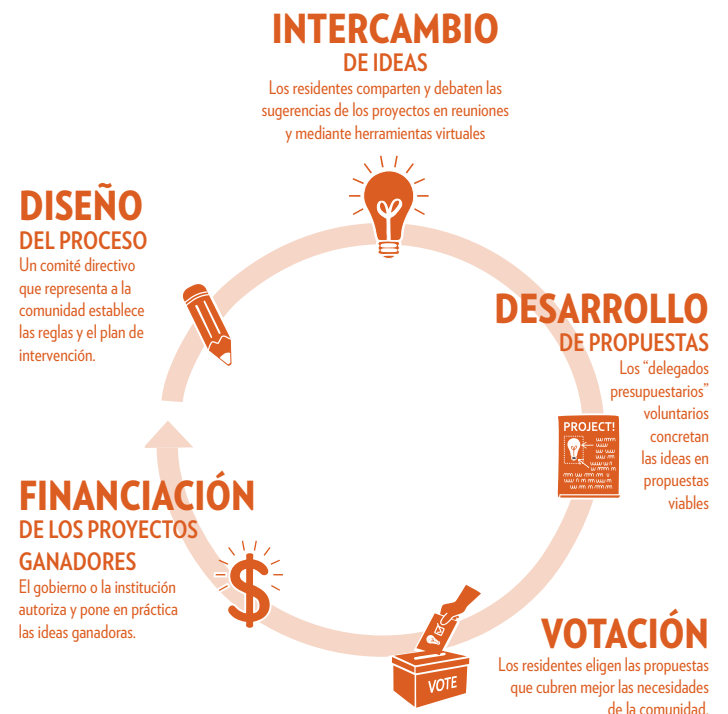 INTERCAMBIO
DE IDEAS
Los residentes comparten y debaten las
sugerencias de los proyectos en reuniones
y mediante herramientas virtuales
DISEÑO
DEL PROCESO
Un comité directivo
que representa a la
comunidad establece
las reglas y el plan de
intervención.
DESARROLLO
DE PROPUESTAS
Los “delegados
presupuestarios”
voluntarios
concretan
las ideas en
propuestas
viables
PROJECT!
FINANCIACIÓN
DE LOS PROYECTOS
GANADORES
El gobierno o la institución
autoriza y pone en práctica
las ideas ganadoras.
VOTE
VOTACIÓN
Los residentes eligen las propuestas
que cubren mejor las necesidades
de la comunidad.